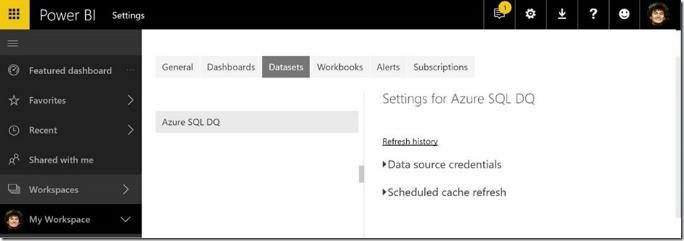 Power BI Settings 1
Featured dashboard ...
Favorites
Recent
Shared with me
Workspaces
My Workspace
General Dashboards Datasets Workbooks Alerts Subscriptions
Azure SQL DQ
Settings for Azure SQL DQ
Refresh history
Data source credentials
Scheduled cache refresh